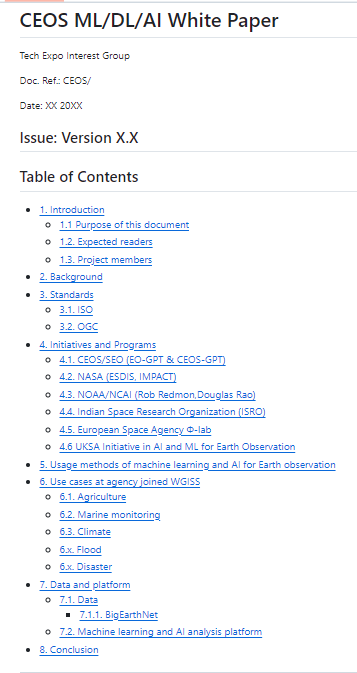 CEOS ML/DL/AI White Paper
Tech Expo Interest Group
Doc. Ref.: CEOS/
Date: XX 20XX
Issue: Version X.X
Table of Contents
1. Introduction
1.1 Purpose of this document
1.2. Expected readers
1.3. Project members
2. Background
3. Standards
3.1. ISO
3.2. OGC
4. Initiatives and Programs
4.1. CEOS/SEO (EO-GPT & CEOS-GPT)
4.2. NASA (ESDIS, IMPACT)
4.3. NOAA/NCAI (Rob Redmon,Douglas Rao)
4.4. Indian Space Research Organization (ISRO)
4.5. European Space Agency Φ-lab
4.6 UKSA Initiative in AI and ML for Earth Observation
5. Usage methods of machine learning and AI for Earth observation
6. Use cases at agency joined WGISS
6.1. Agriculture
6.2. Marine monitoring
6.3. Climate
6.x. Flood
6.x. Disaster
7. Data and platform
7.1. Data
7.1.1. BigEarthNet
7.2. Machine learning and AI analysis platform
8. Conclusion